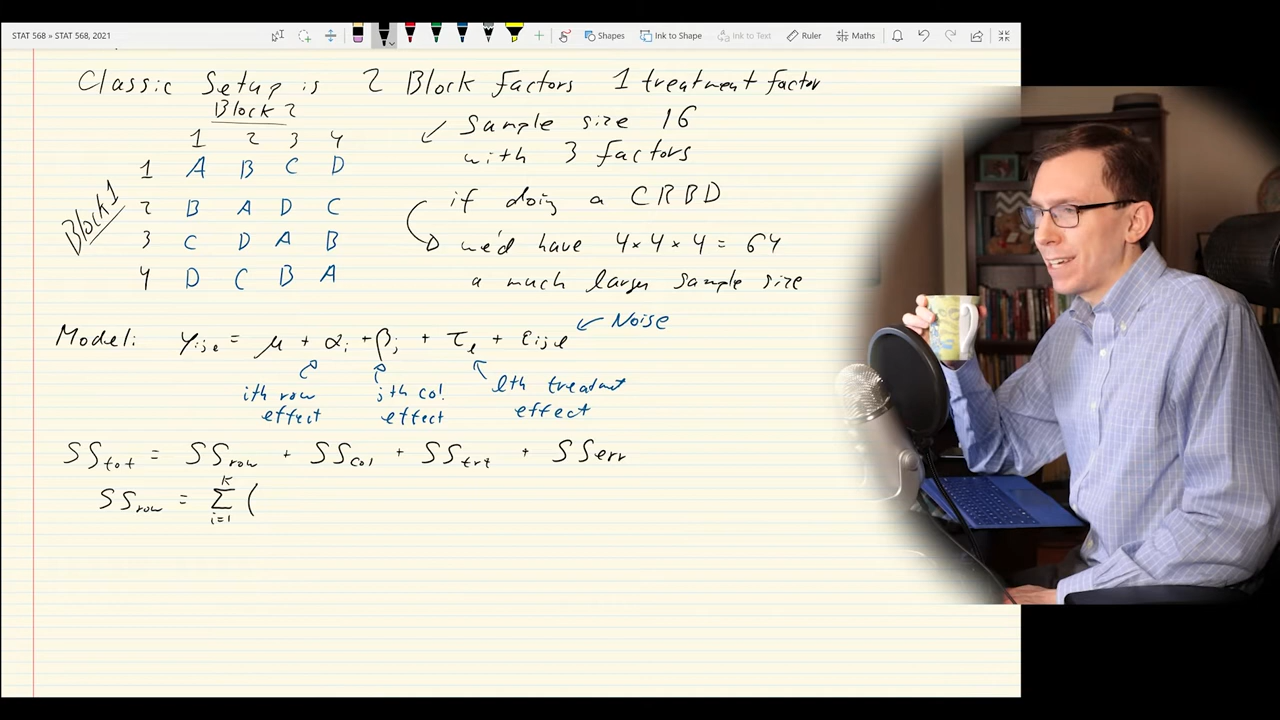 STAT 568 » STAT 568, 2021
Shapes
Ink to Shape
Ink to Text
Ruler
Maths
Classic Setup is 2 Block Factors 1 treatment factor
Block 2
1 2 3 4
1 A B C D
2 B A D C
3 C D A B
4 D C B A
Block 1
sample size 16
with 3 factors
if doing a CRBD
we'd have 4×4×4 = 64
a much larger sample size
Model: yijℓ = μ + αi + βj + τℓ + εijℓ
Noise
ith row effect
jth col effect
ℓth treatment effect
SStot = SSrow + SScol + SStrt + SSerr
SSrow = Σ i=1 K (